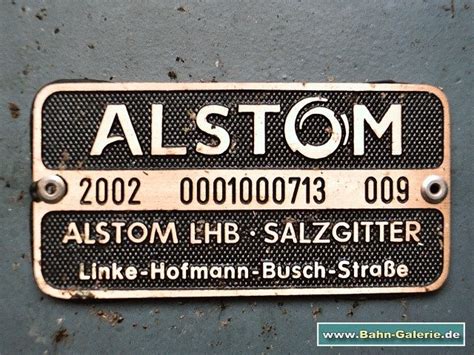 ALSTOM
2002 0001000713 009
ALSTOM LHB · SALZGITTER
Linke-Hofmann-Busch-Straße
www.Bahn-Galerie.de